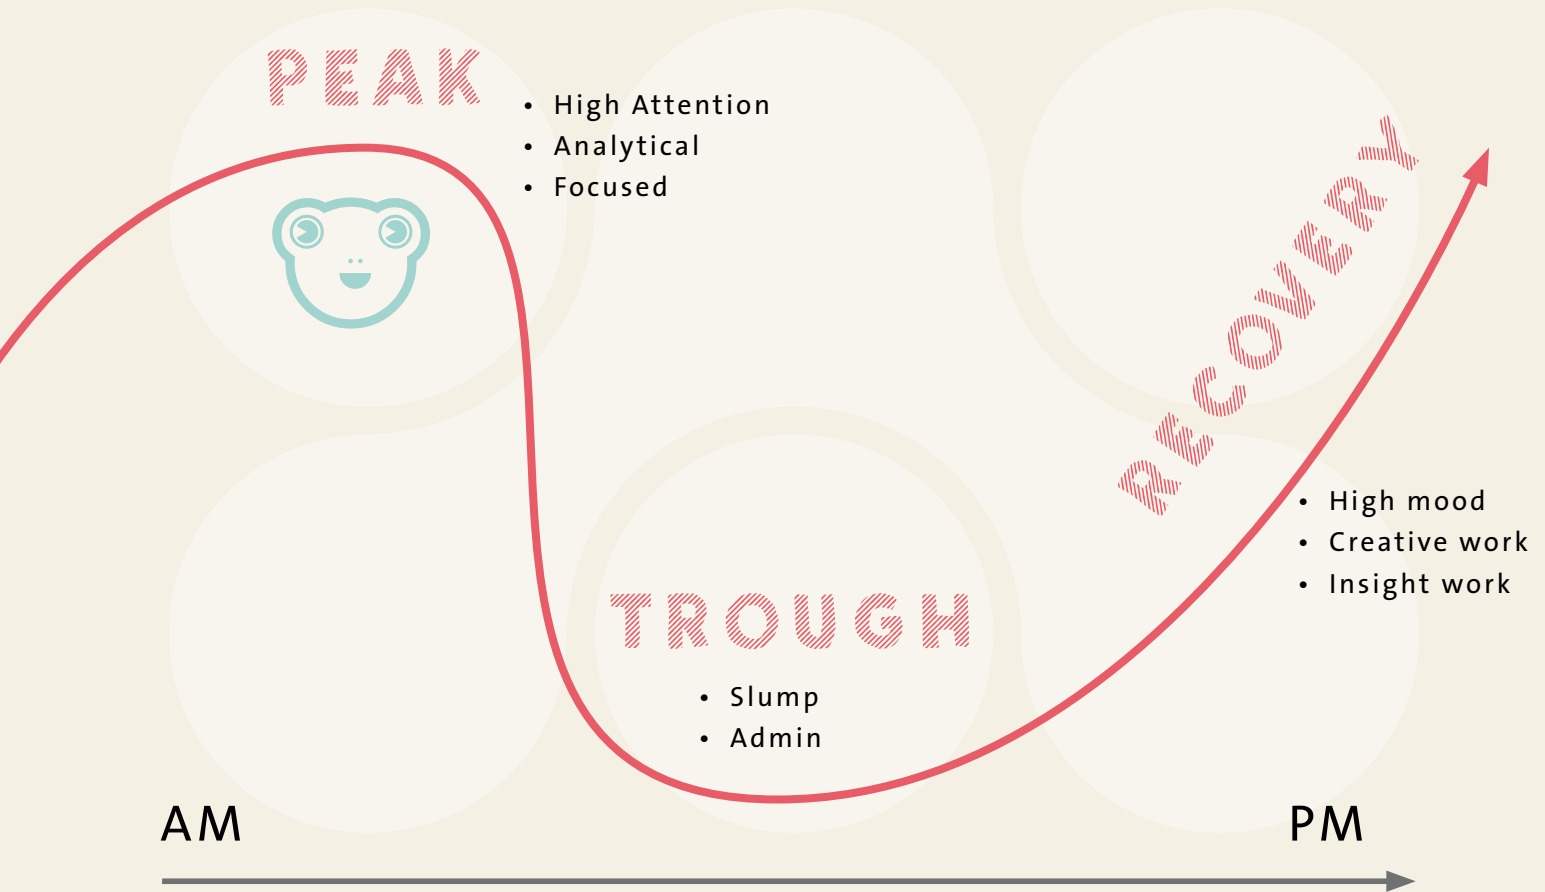 PEAK
• High Attention
• Analytical
• Focused
RECOVERY
• High mood
• Creative work
• Insight work
TROUGH
• Slump
• Admin
AM
PM